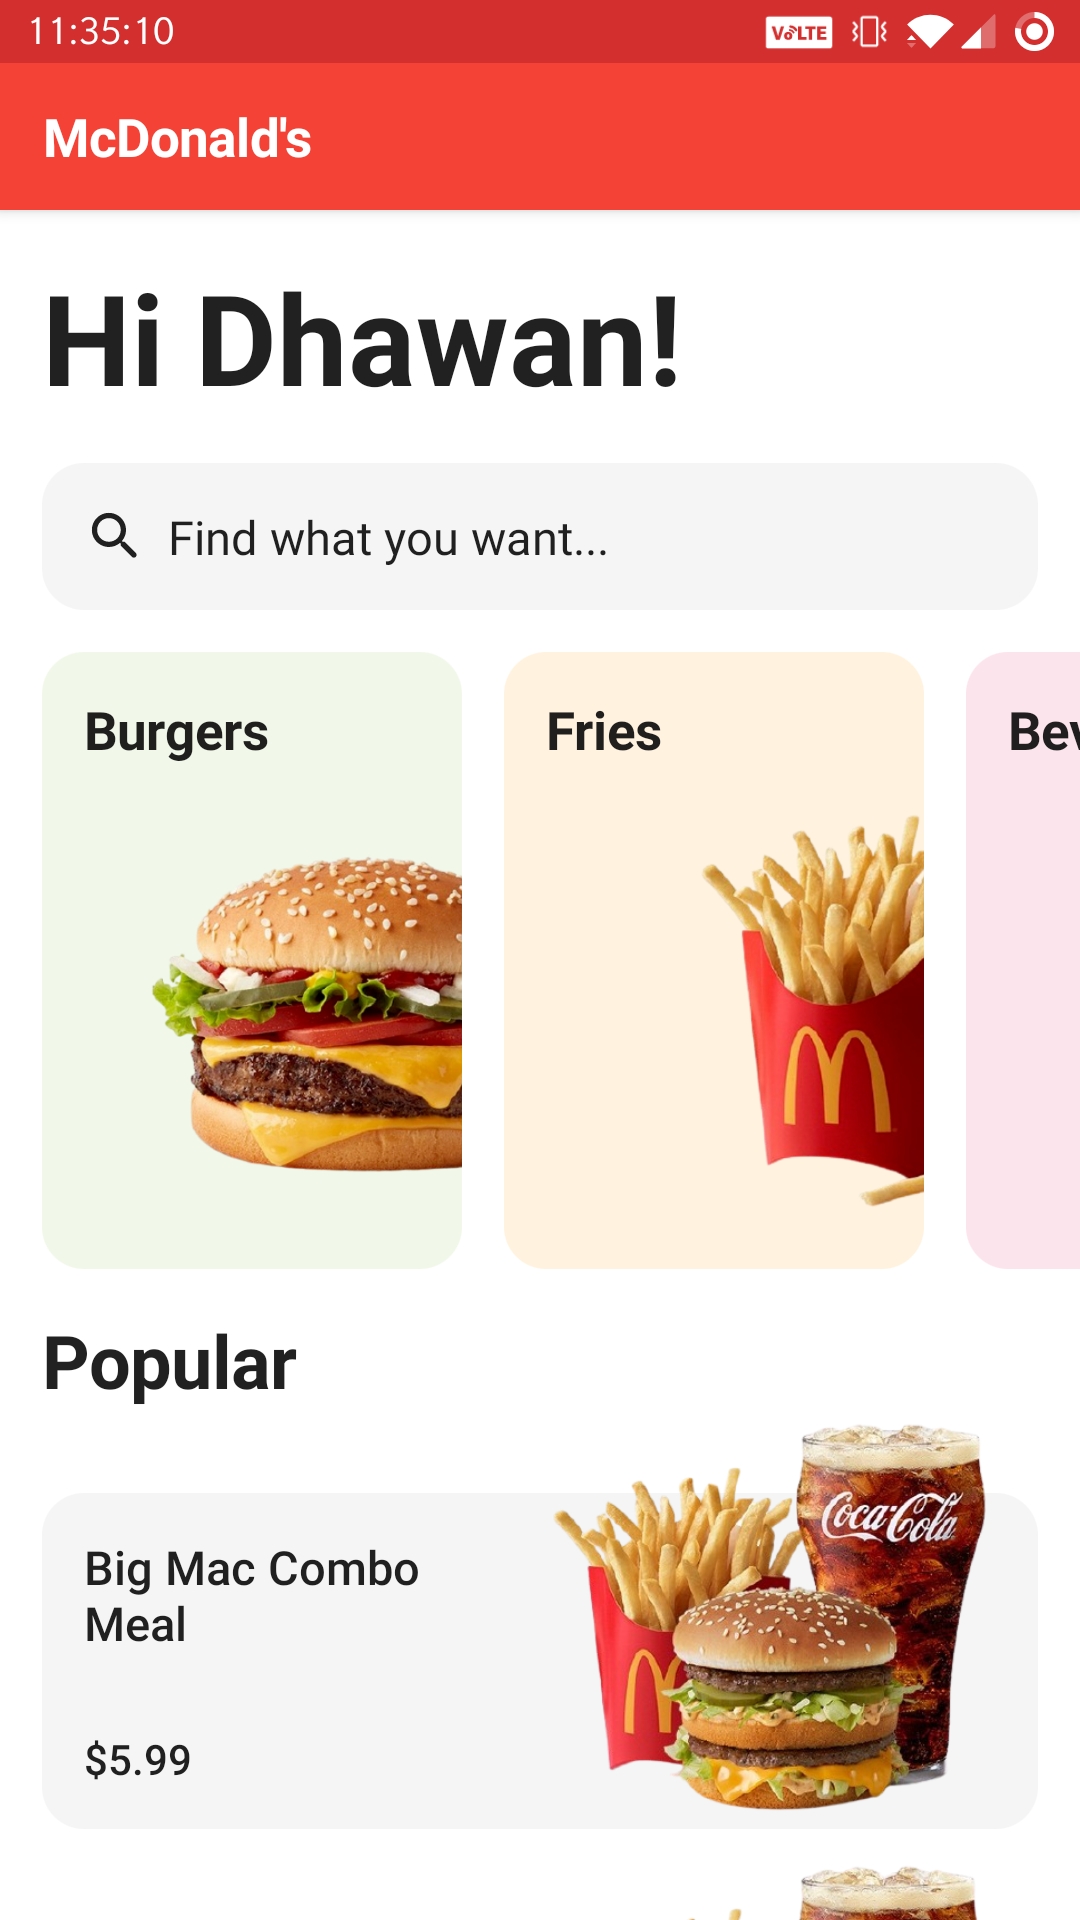 11:35:10
VoLTE
McDonald's
Hi Dhawan!
Find what you want...
Burgers
Fries
Bev
Popular
Coca-Cola
Big Mac Combo
Meal
$5.99